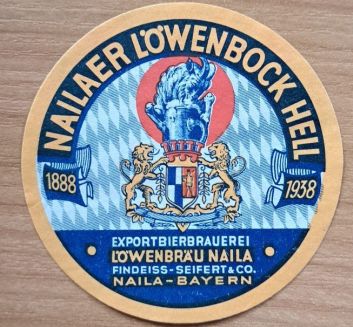 NAILAER LÖWENBOCK HELL
1888
1938
EXPORTBIERBRAUEREI
LÖWENBRÄU NAILA
FINDEISS-SEIFERT & CO.
NAILA-BAYERN